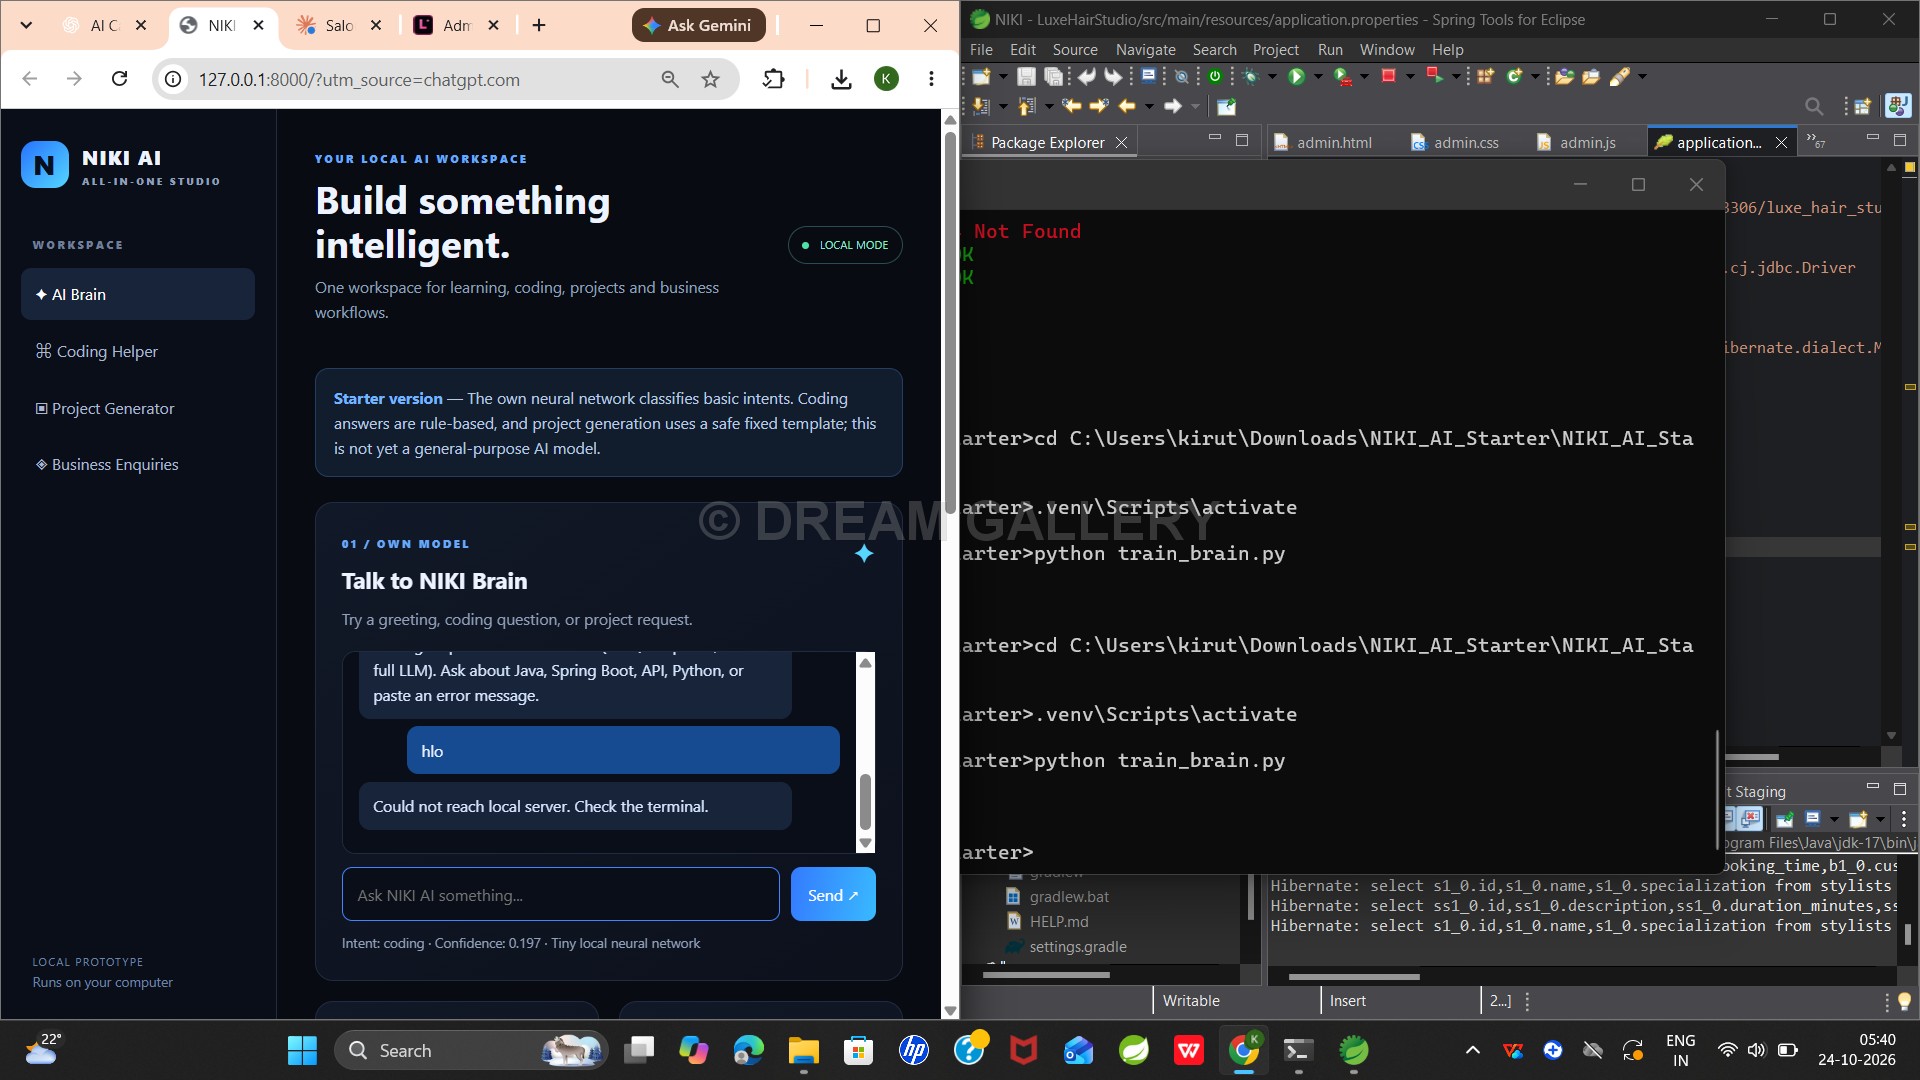 AI C
NIKI
Salo
Adm
Ask Gemini
127.0.0.1:8000/?utm_source=chatgpt.com
K
N
NIKI AI
ALL-IN-ONE STUDIO
WORKSPACE
AI Brain
Coding Helper
Project Generator
Business Enquiries
LOCAL PROTOTYPE
Runs on your computer
YOUR LOCAL AI WORKSPACE
Build something
intelligent.
LOCAL MODE
One workspace for learning, coding, projects and business
workflows.
Starter version — The own neural network classifies basic intents. Coding
answers are rule-based, and project generation uses a safe fixed template; this
is not yet a general-purpose AI model.
© DREAM GALLERY
01 / OWN MODEL
Talk to NIKI Brain
Try a greeting, coding question, or project request.
full LLM). Ask about Java, Spring Boot, API, Python, or
paste an error message.
hlo
Could not reach local server. Check the terminal.
Ask NIKI AI something...
Send ↗
Intent: coding · Confidence: 0.197 · Tiny local neural network
NIKI - LuxeHairStudio/src/main/resources/application.properties - Spring Tools for Eclipse
File Edit Source Navigate Search Project Run Window Help
Package Explorer
admin.html
admin.css
admin.js
application...
67
3306/luxe_hair_stu
.cj.jdbc.Driver
ibernate.dialect.M
Not Found
OK
OK
arter>cd C:\Users\kirut\Downloads\NIKI_AI_Starter\NIKI_AI_Sta
arter>.venv\Scripts\activate
arter>python train_brain.py
arter>cd C:\Users\kirut\Downloads\NIKI_AI_Starter\NIKI_AI_Sta
arter>.venv\Scripts\activate
arter>python train_brain.py
arter>
t Staging
ogram Files\Java\jdk-17\bin\j
ooking_time,b1_0.cus
Hibernate: select s1_0.id,s1_0.name,s1_0.specialization from stylists
Hibernate: select ss1_0.id,ss1_0.description,ss1_0.duration_minutes,ss
Hibernate: select s1_0.id,s1_0.name,s1_0.specialization from stylists
gradlew
gradlew.bat
HELP.md
settings.gradle
Writable
Insert
2...]
22°
Search
ENG
IN
05:40
24-10-2026